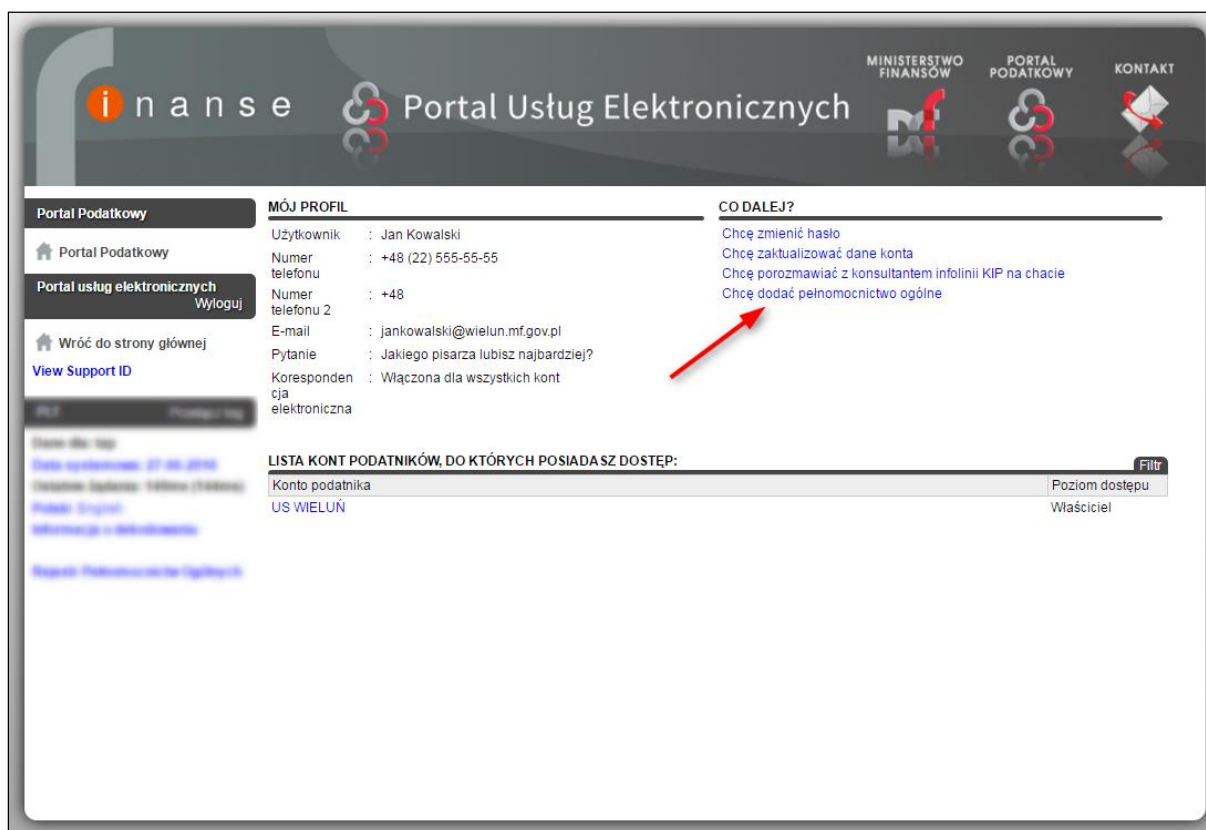 finanse
Portal Usług Elektronicznych
MINISTERSTWO
FINANSÓW
PORTAL
PODATKOWY
KONTAKT
Portal Podatkowy
Portal Podatkowy
Portal usług elektronicznych
Wyloguj
Wróć do strony głównej
View Support ID
MÓJ PROFIL
Użytkownik : Jan Kowalski
Numer : +48 (22) 555-55-55
telefonu
Numer : +48
telefonu 2
E-mail : jankowalski@wielun.mf.gov.pl
Pytanie : Jakiego pisarza lubisz najbardziej?
Koresponden : Włączona dla wszystkich kont
cja
elektroniczna
CO DALEJ?
Chcę zmienić hasło
Chcę zaktualizować dane konta
Chcę porozmawiać z konsultantem infolinii KIP na chacie
Chcę dodać pełnomocnictwo ogólne
LISTA KONT PODATNIKÓW, DO KTÓRYCH POSIADASZ DOSTĘP:
Filtr
Konto podatnika Poziom dostępu
US WIELUŃ Właściciel